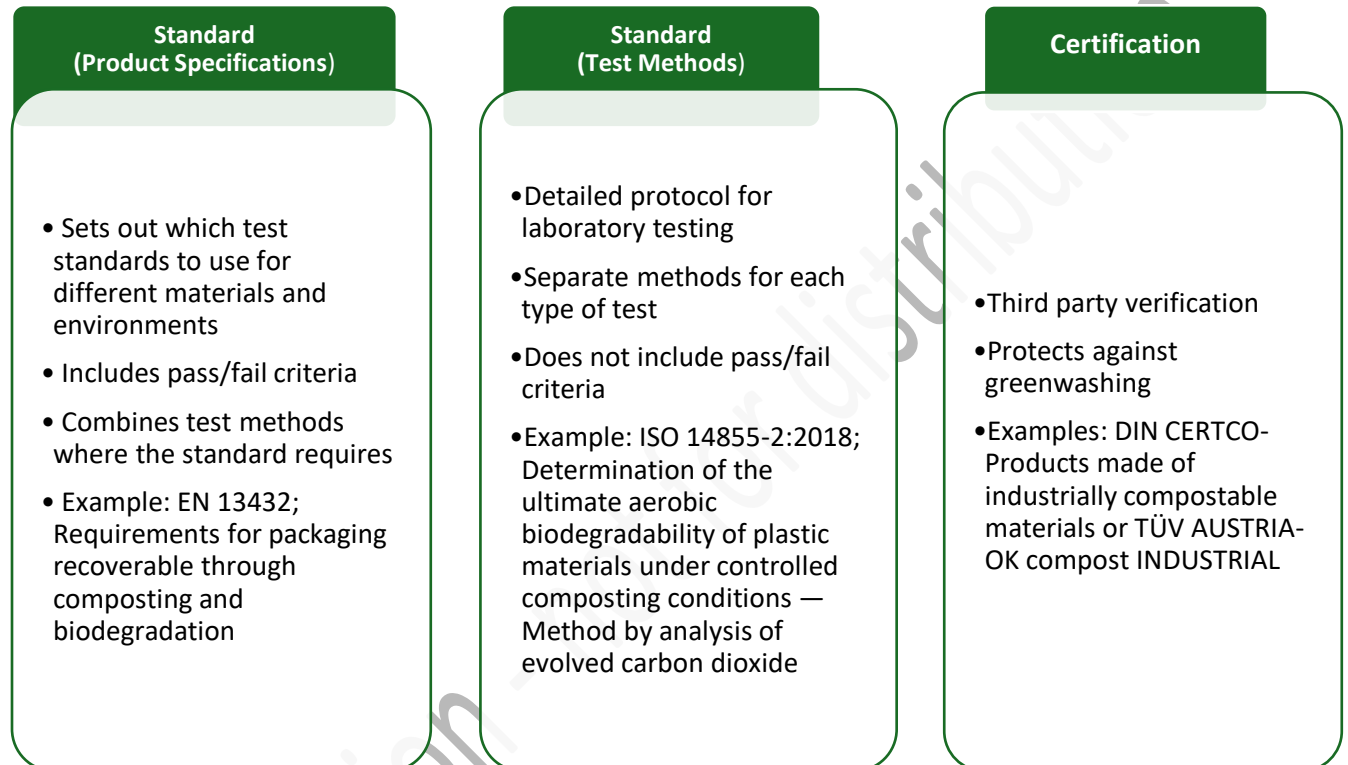 Standard
(Product Specifications)
• Sets out which test
standards to use for
different materials and
environments
• Includes pass/fail criteria
• Combines test methods
where the standard requires
• Example: EN 13432;
Requirements for packaging
recoverable through
composting and
biodegradation
Standard
(Test Methods)
•Detailed protocol for
laboratory testing
•Separate methods for each
type of test
•Does not include pass/fail
criteria
•Example: ISO 14855-2:2018;
Determination of the
ultimate aerobic
biodegradability of plastic
materials under controlled
composting conditions —
Method by analysis of
evolved carbon dioxide
Certification
•Third party verification
•Protects against
greenwashing
•Examples: DIN CERTCO-
Products made of
industrially compostable
materials or TÜV AUSTRIA-
OK compost INDUSTRIAL